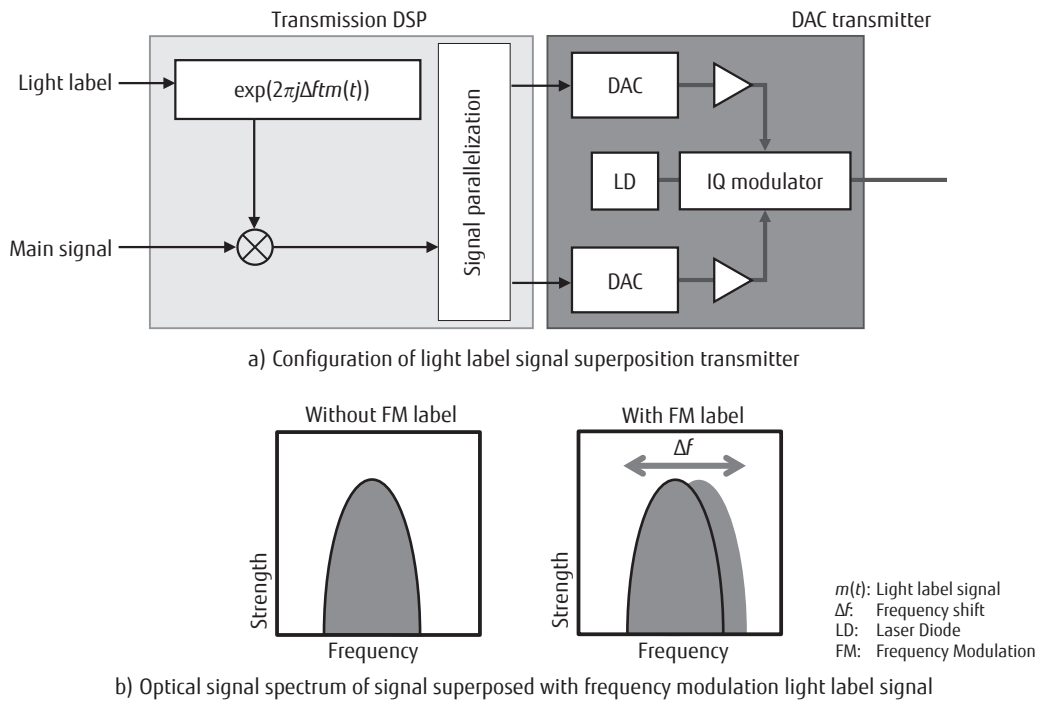 Transmission DSP
DAC transmitter
Light label
exp(2πjΔftm(t))
Main signal
Signal parallelization
DAC
LD
IQ modulator
DAC
a) Configuration of light label signal superposition transmitter
Without FM label
Strength
Frequency
With FM label
Δf
Strength
Frequency
m(t): Light label signal
Δf: Frequency shift
LD: Laser Diode
FM: Frequency Modulation
b) Optical signal spectrum of signal superposed with frequency modulation light label signal